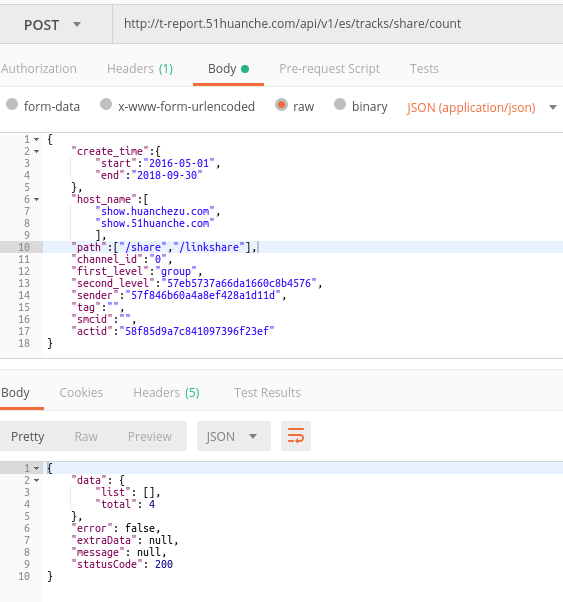 POST http://t-report.51huanche.com/api/v1/es/tracks/share/count
Authorization Headers (1) Body Pre-request Script Tests
form-data x-www-form-urlencoded raw binary JSON (application/json)
1 {
2 "create_time":{
3 "start":"2016-05-01",
4 "end":"2018-09-30"
5 },
6 "host_name":[
7 "show.huanchezu.com",
8 "show.51huanche.com"
9 ],
10 "path":["/share","/linkshare"],
11 "channel_id":"0",
12 "first_level":"group",
13 "second_level":"57eb5737a66da1660c8b4576",
14 "sender":"57f846b60a4a8ef428a1d11d",
15 "tag":"",
16 "smcid":"",
17 "actid":"58f85d9a7c841097396f23ef"
18 }
Body Cookies Headers (5) Test Results
Pretty Raw Preview JSON
1 {
2 "data": {
3 "list": [],
4 "total": 4
5 },
6 "error": false,
7 "extraData": null,
8 "message": null,
9 "statusCode": 200
10 }